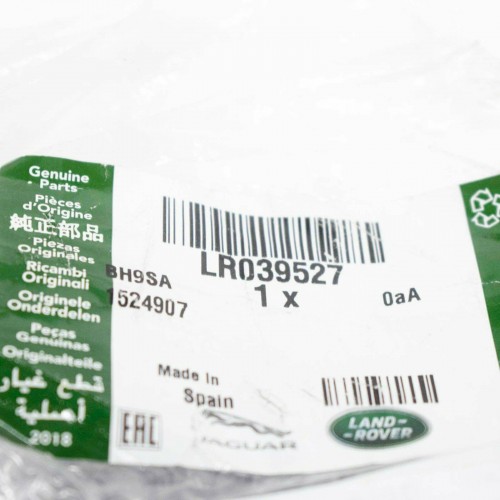 Genuine
Parts
Pièces
d'Origine
純正部品
Piezas
Originales
Ricambi
Originali
Originele
Onderdelen
Peças
Genuínas
Originalteile
قطع غيار
أصلية
2018
LR039527
BH9SA
1 x
0aA
1524907
Made In
Spain
EAC
JAGUAR
LAND-
-ROVER